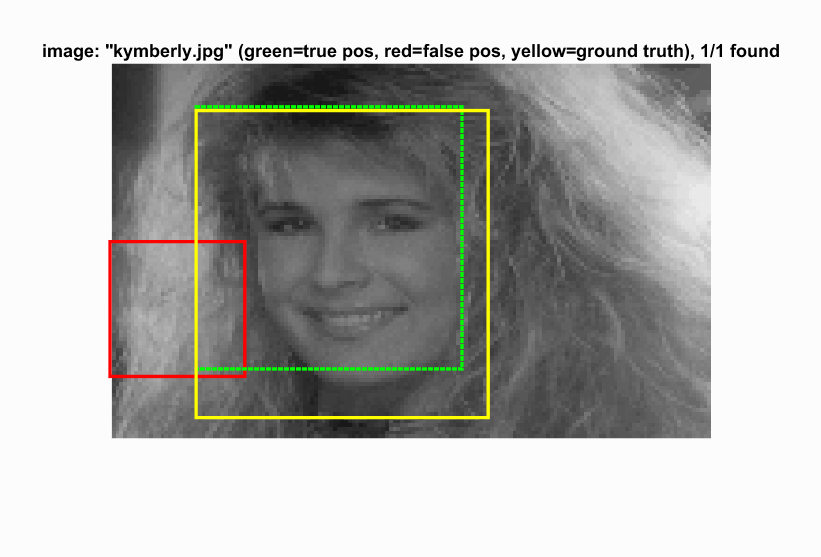 image: "kymberly.jpg" (green=true pos, red=false pos, yellow=ground truth), 1/1 found